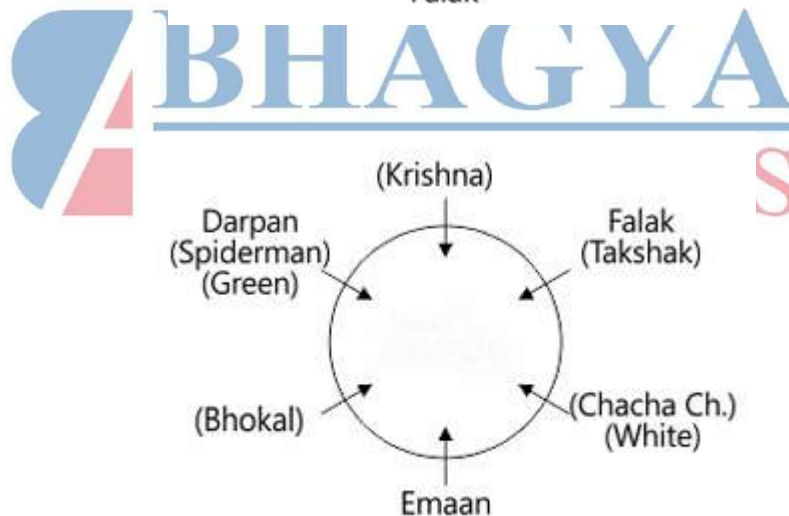 BHAGYA
S
(Krishna)
Darpan
(Spiderman)
(Green)
Falak
(Takshak)
(Bhokal)
(Chacha Ch.)
(White)
Emaan